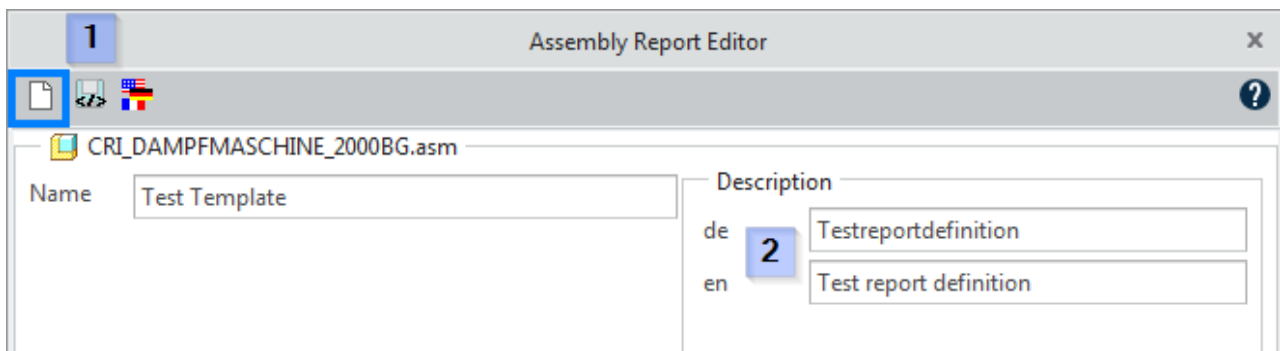 1
Assembly Report Editor
CRI_DAMPFMASCHINE_2000BG.asm
Name
Test Template
Description
de
Testreportdefinition
2
en
Test report definition